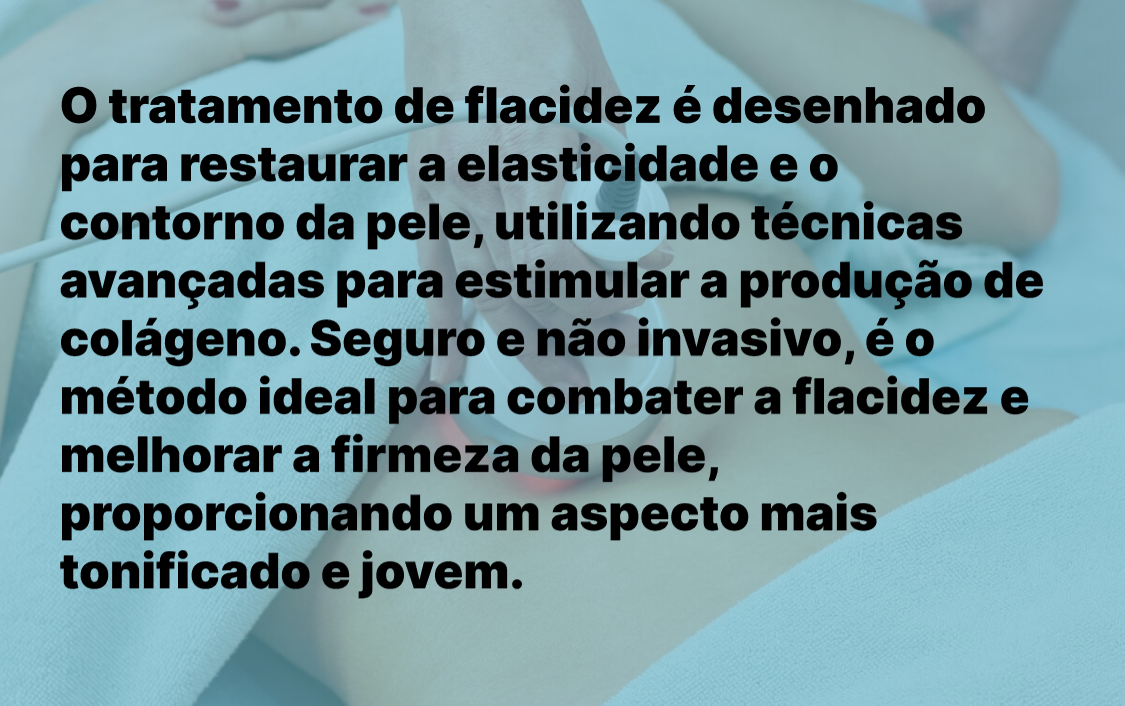 O tratamento de flacidez é desenhado
para restaurar a elasticidade e o
contorno da pele, utilizando técnicas
avançadas para estimular a produção de
colágeno. Seguro e não invasivo, é o
método ideal para combater a flacidez e
melhorar a firmeza da pele,
proporcionando um aspecto mais
tonificado e jovem.